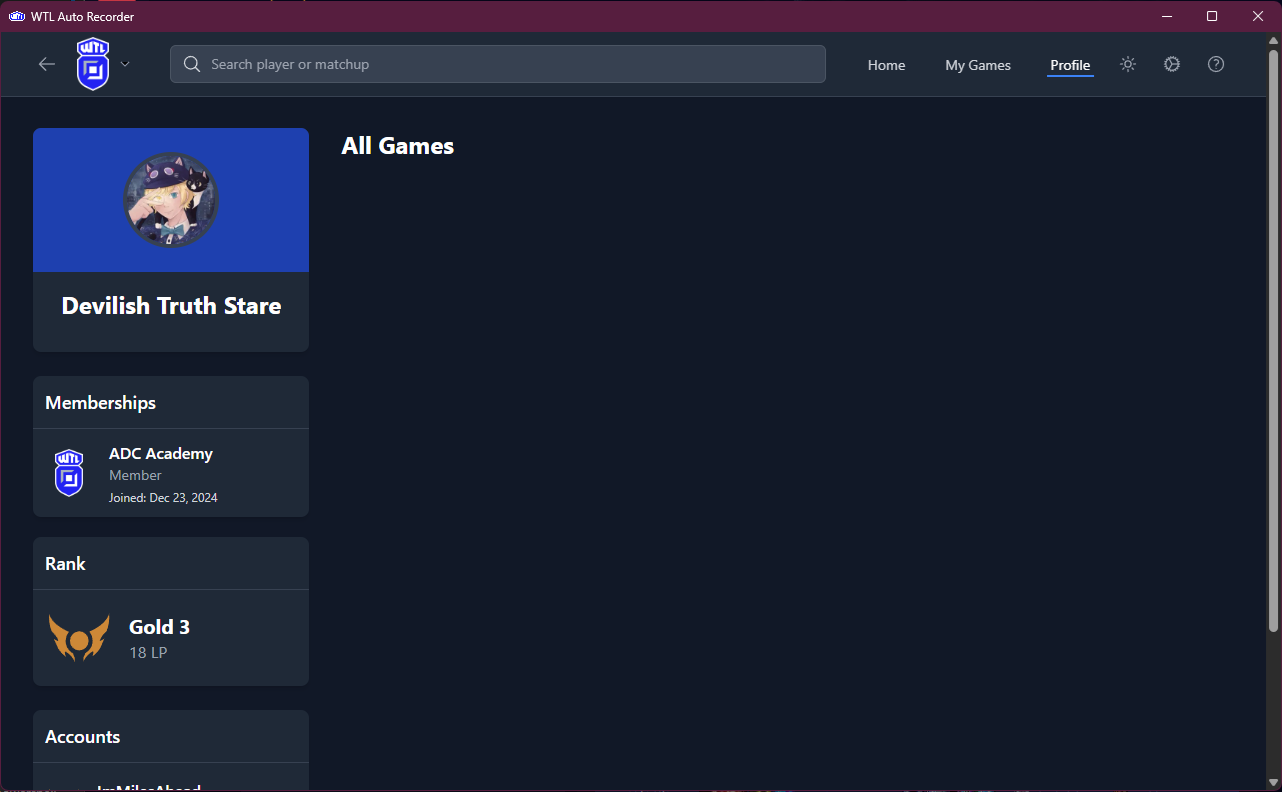 WTL Auto Recorder
WTL
Search player or matchup
Home
My Games
Profile
All Games
Devilish Truth Stare
Memberships
WTL
ADC Academy
Member
Joined: Dec 23, 2024
Rank
Gold 3
18 LP
Accounts
ImMilesAhead